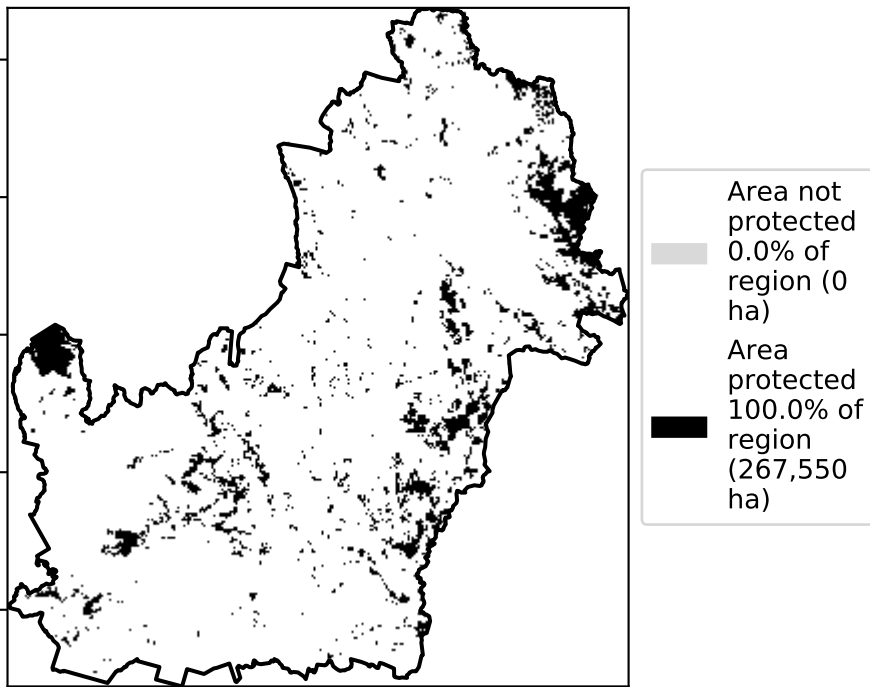 Area not
protected
0.0% of
region (0
ha)
Area
protected
100.0% of
region
(267,550
ha)